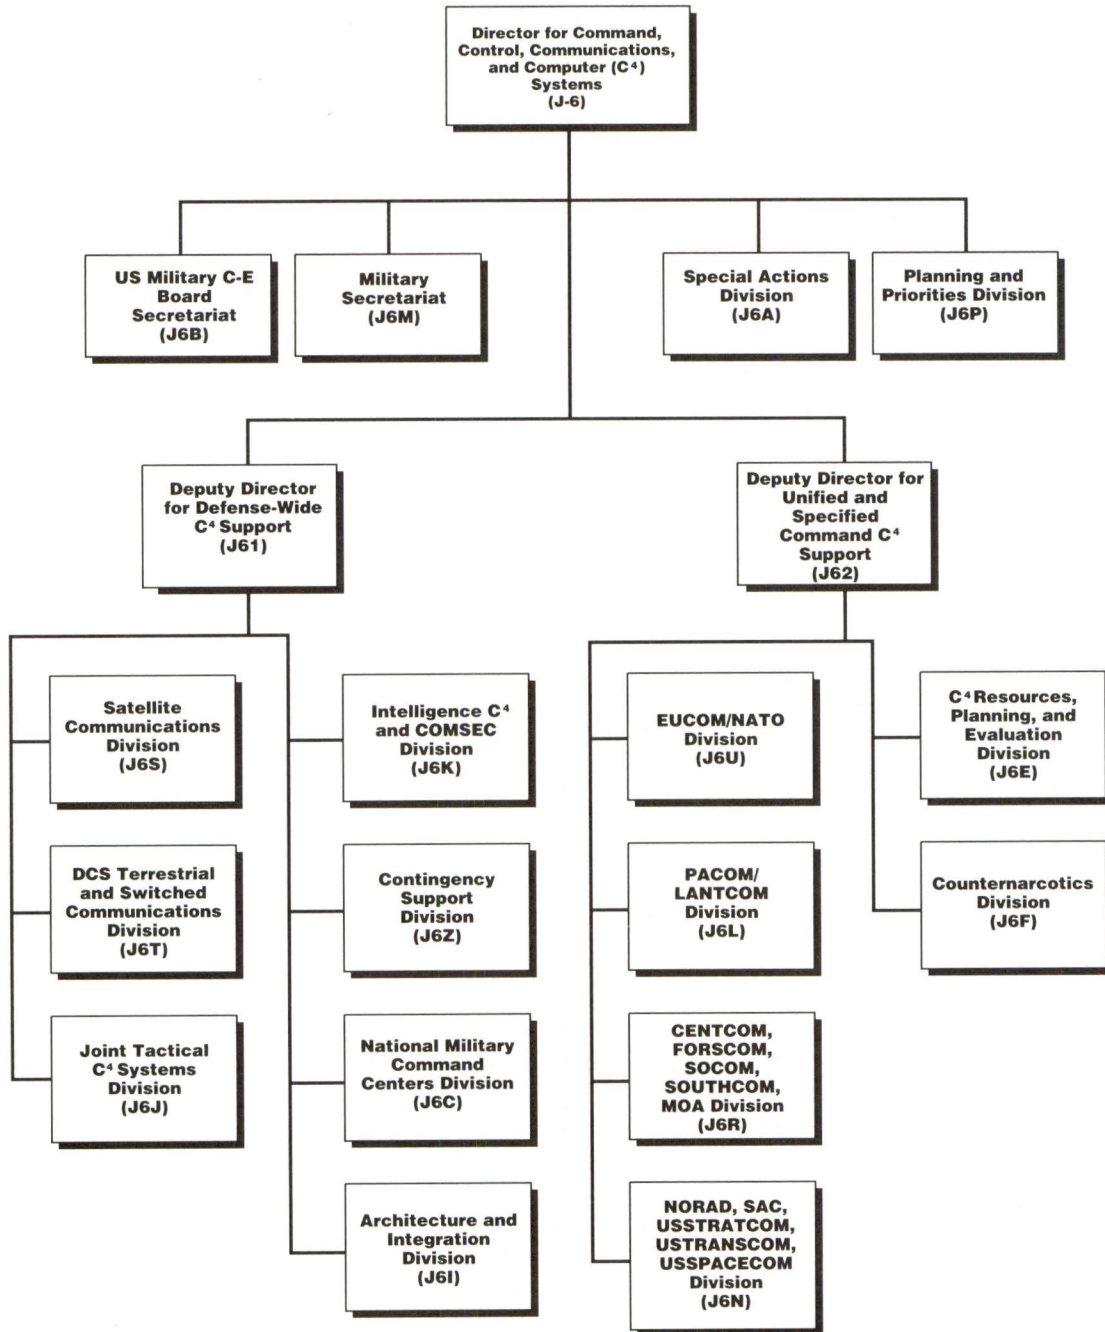 Director for Command,
Control, Communications,
and Computer (C⁴)
Systems
(J-6)
US Military C-E
Board
Secretariat
(J6B)
Military
Secretariat
(J6M)
Special Actions
Division
(J6A)
Planning and
Priorities Division
(J6P)
Deputy Director
for Defense-Wide
C⁴ Support
(J61)
Deputy Director for
Unified and
Specified
Command C⁴
Support
(J62)
Satellite
Communications
Division
(J6S)
Intelligence C⁴
and COMSEC
Division
(J6K)
EUCOM/NATO
Division
(J6U)
C⁴ Resources,
Planning, and
Evaluation
Division
(J6E)
DCS Terrestrial
and Switched
Communications
Division
(J6T)
Contingency
Support
Division
(J6Z)
PACOM/
LANTCOM
Division
(J6L)
Counternarcotics
Division
(J6F)
Joint Tactical
C⁴ Systems
Division
(J6J)
National Military
Command
Centers Division
(J6C)
CENTCOM,
FORSCOM,
SOCOM,
SOUTHCOM,
MOA Division
(J6R)
Architecture and
Integration
Division
(J6I)
NORAD, SAC,
USSTRATCOM,
USTRANSCOM,
USSPACECOM
Division
(J6N)